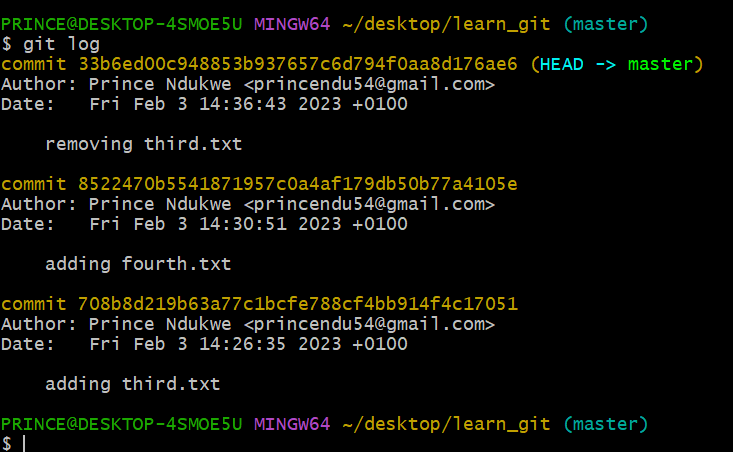 PRINCE@DESKTOP-4SMOE5U MINGW64 ~/desktop/learn_git (master)
$ git log
commit 33b6ed00c948853b937657c6d794f0aa8d176ae6 (HEAD -> master)
Author: Prince Ndukwe <princendu54@gmail.com>
Date:   Fri Feb 3 14:36:43 2023 +0100
    removing third.txt
commit 8522470b5541871957c0a4af179db50b77a4105e
Author: Prince Ndukwe <princendu54@gmail.com>
Date:   Fri Feb 3 14:30:51 2023 +0100
    adding fourth.txt
commit 708b8d219b63a77c1bcfe788cf4bb914f4c17051
Author: Prince Ndukwe <princendu54@gmail.com>
Date:   Fri Feb 3 14:26:35 2023 +0100
    adding third.txt
PRINCE@DESKTOP-4SMOE5U MINGW64 ~/desktop/learn_git (master)
$